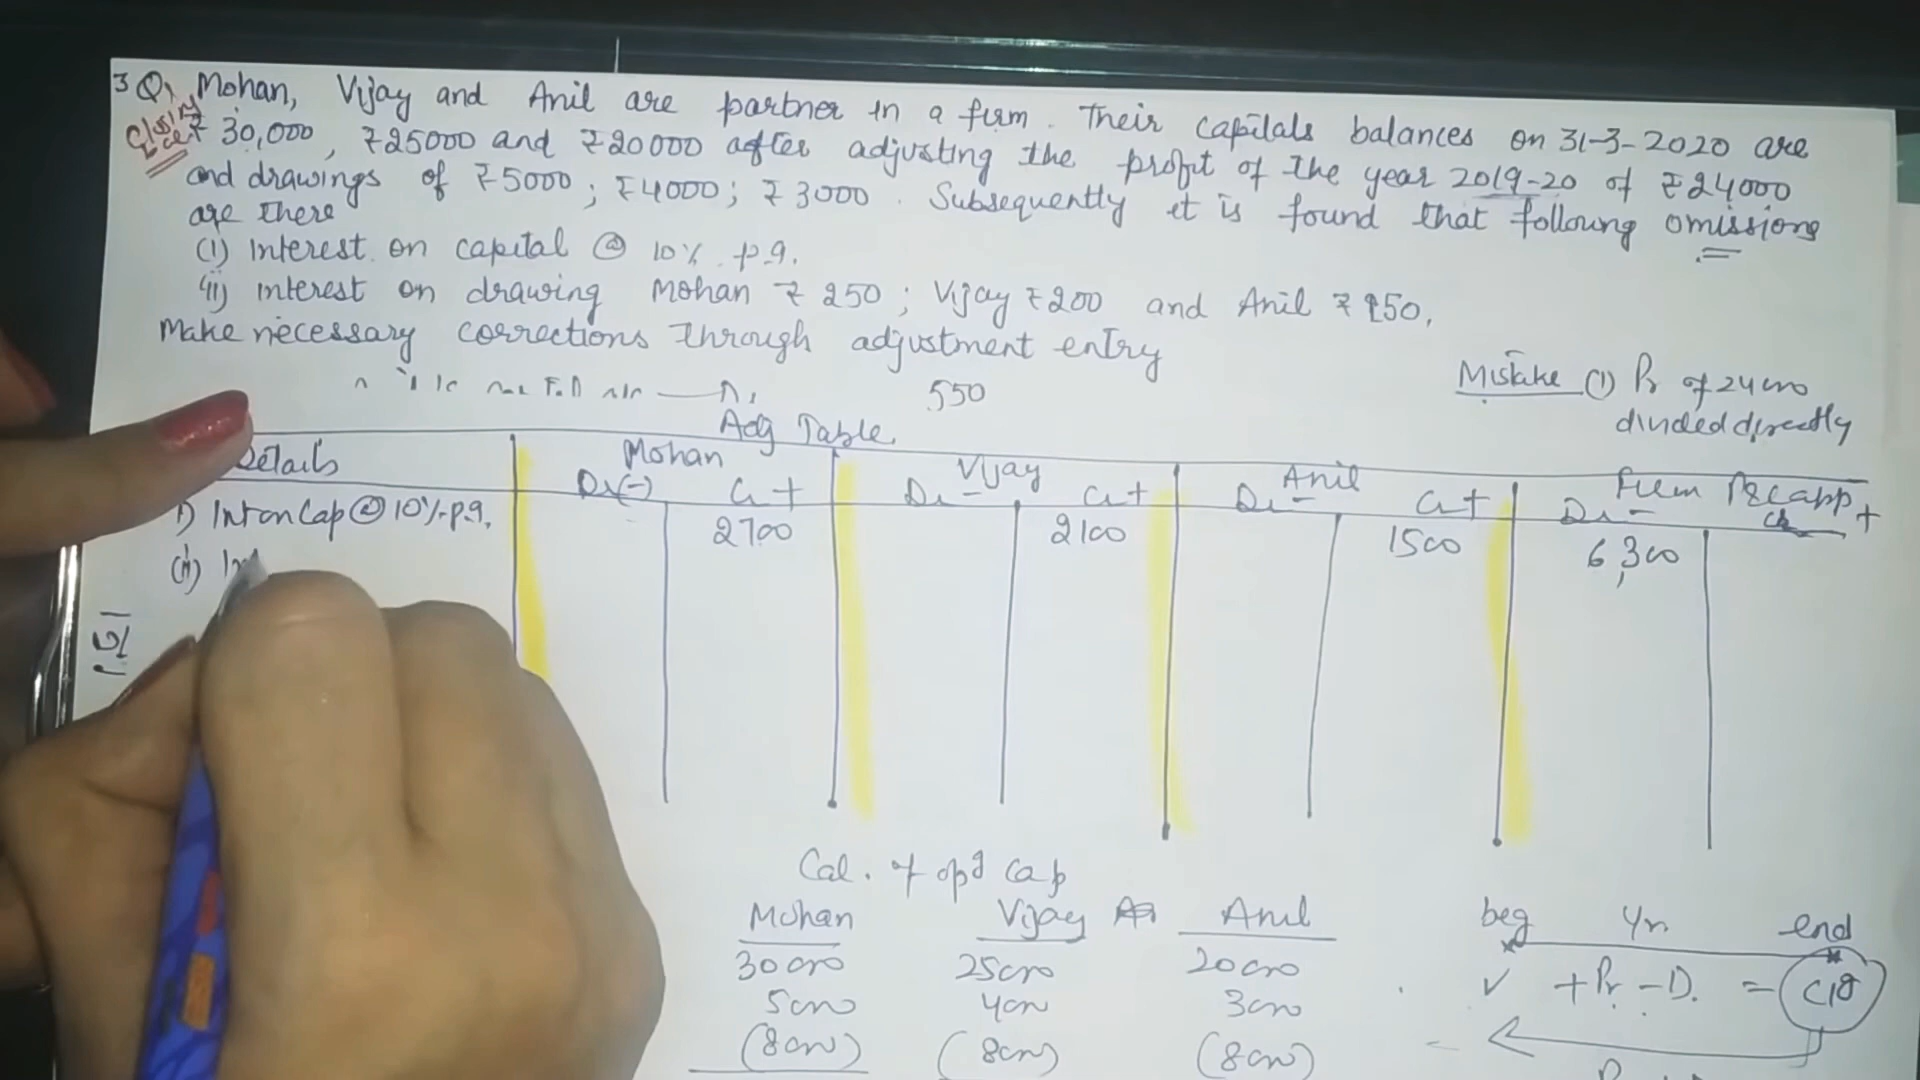 3 Q, Mohan, Vijay and Anil are partner in a firm. Their capitals balances on 31-3-2020 are
closing
₹ 30,000, ₹25000 and ₹20000 after adjusting the profit of the year 2019-20 of ₹24000
and drawings of ₹5000; ₹4000; ₹3000. Subsequently it is found that following omissions
are there
(i) Interest on capital @ 10% p.a.
(ii) interest on drawing Mohan ₹ 250; Vijay ₹200 and Anil ₹ 150.
Make necessary corrections through adjustment entry
Mistake (1) Pr of 24000
divided directly
550
Adj Table
Details Mohan Vijay Anil Firm
Dr(-) Cr + Dr - Cr + Dr - Cr + Dr - Cr +
1) Int on Cap @ 10% p.a. 2700 2100 1500 6,300
(ii) In
Cal. of opg cap
Mohan Vijay Anil
30000 25000 20000
5000 4000 3000
(8000) (8000) (8000)
beg Yr end
✓ + Pr - D. = clg